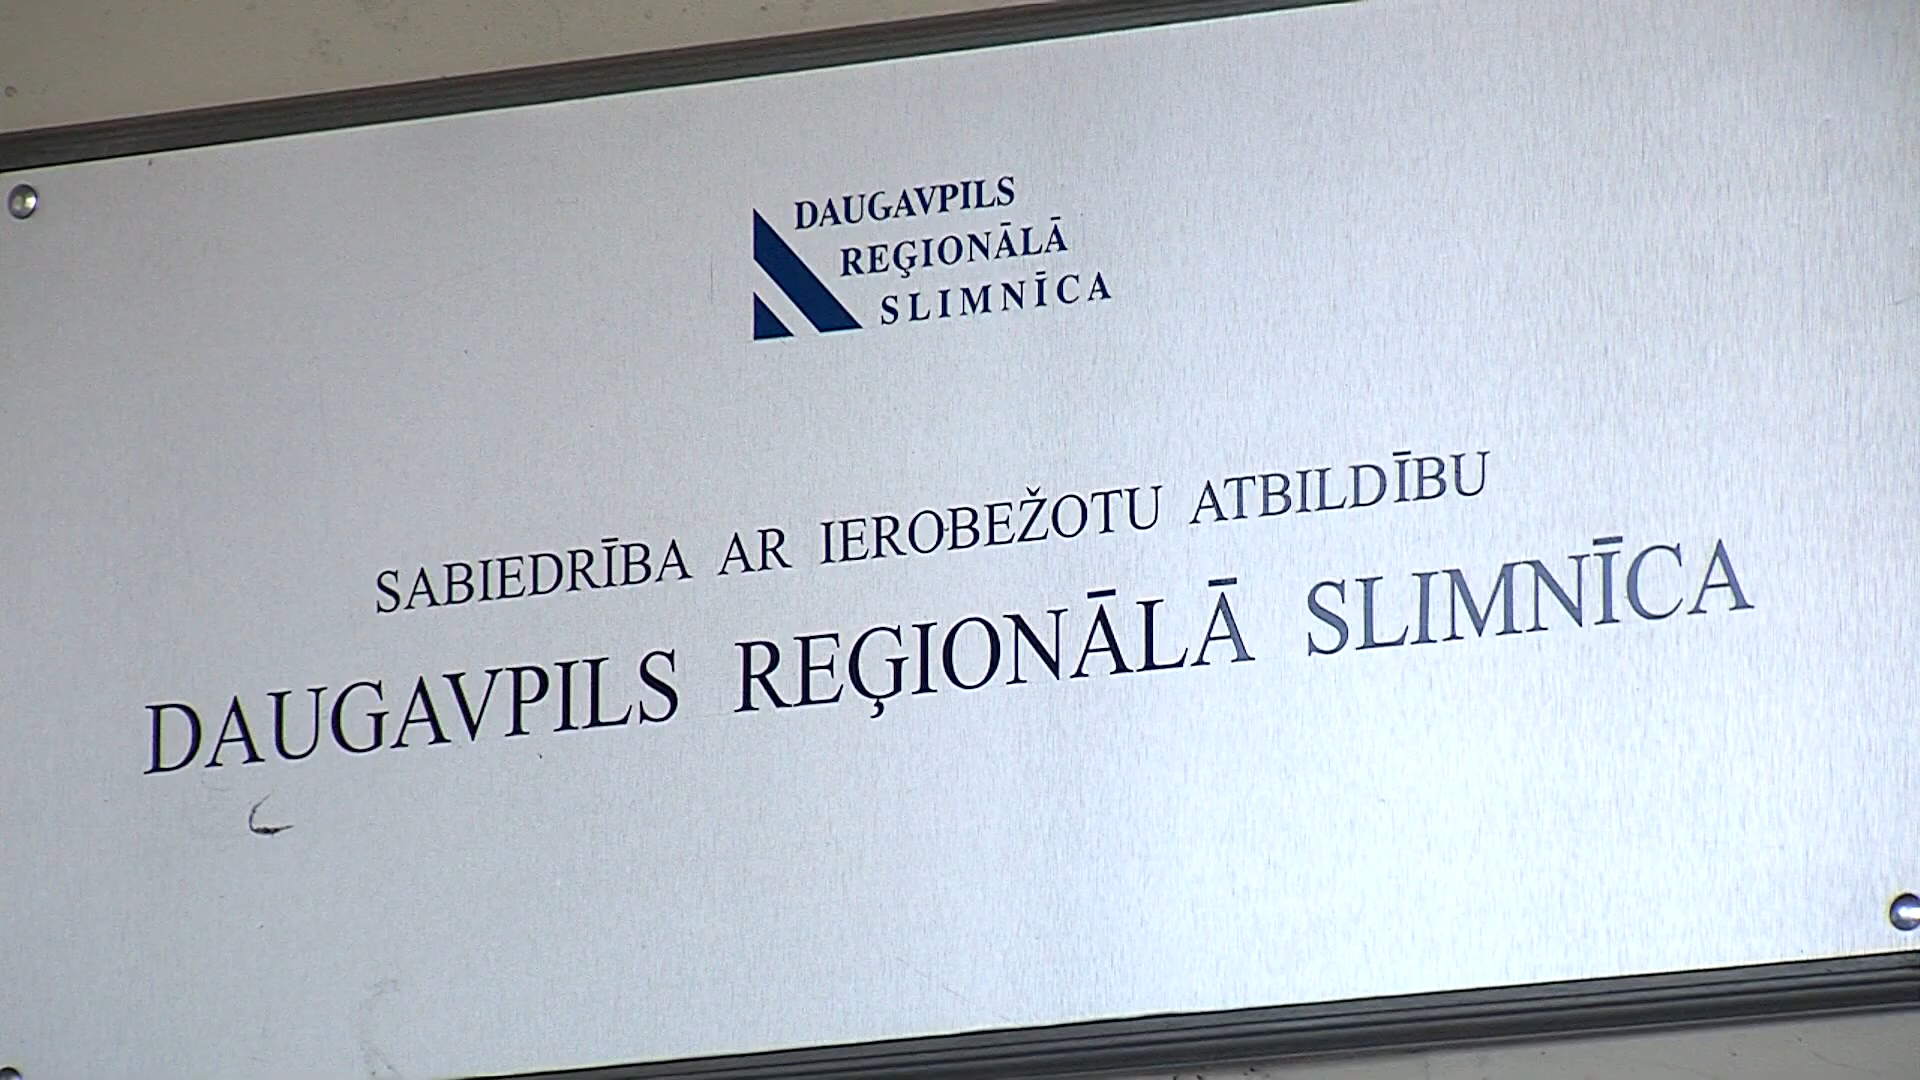 DAUGAVPILS
REĢIONĀLĀ
SLIMNĪCA
SABIEDRĪBA AR IEROBEŽOTU ATBILDĪBU
DAUGAVPILS REĢIONĀLĀ SLIMNĪCA